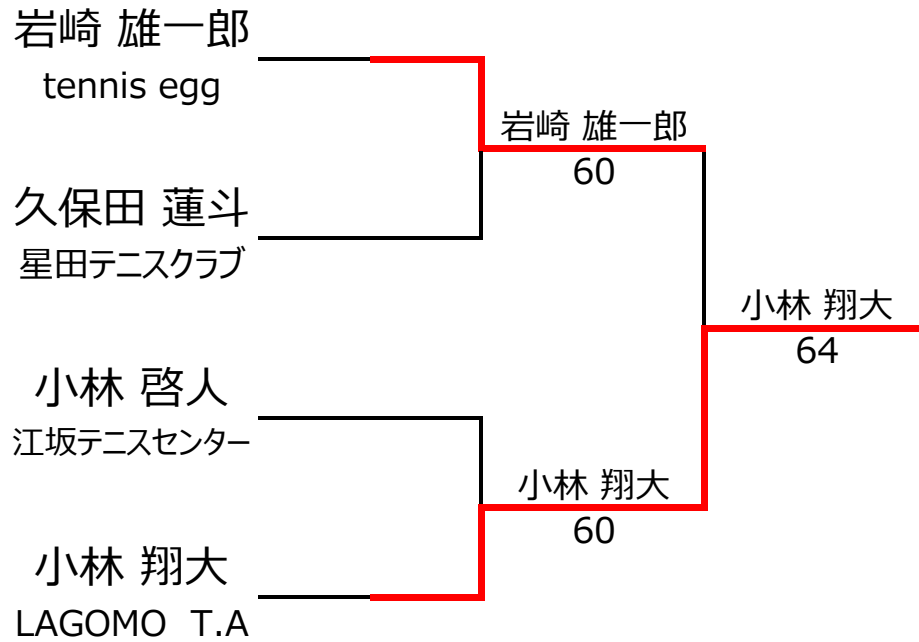 岩崎 雄一郎
tennis egg
岩崎 雄一郎
60
久保田 蓮斗
星田テニスクラブ
小林 翔大
64
小林 啓人
江坂テニスセンター
小林 翔大
60
小林 翔大
LAGOMO T.A